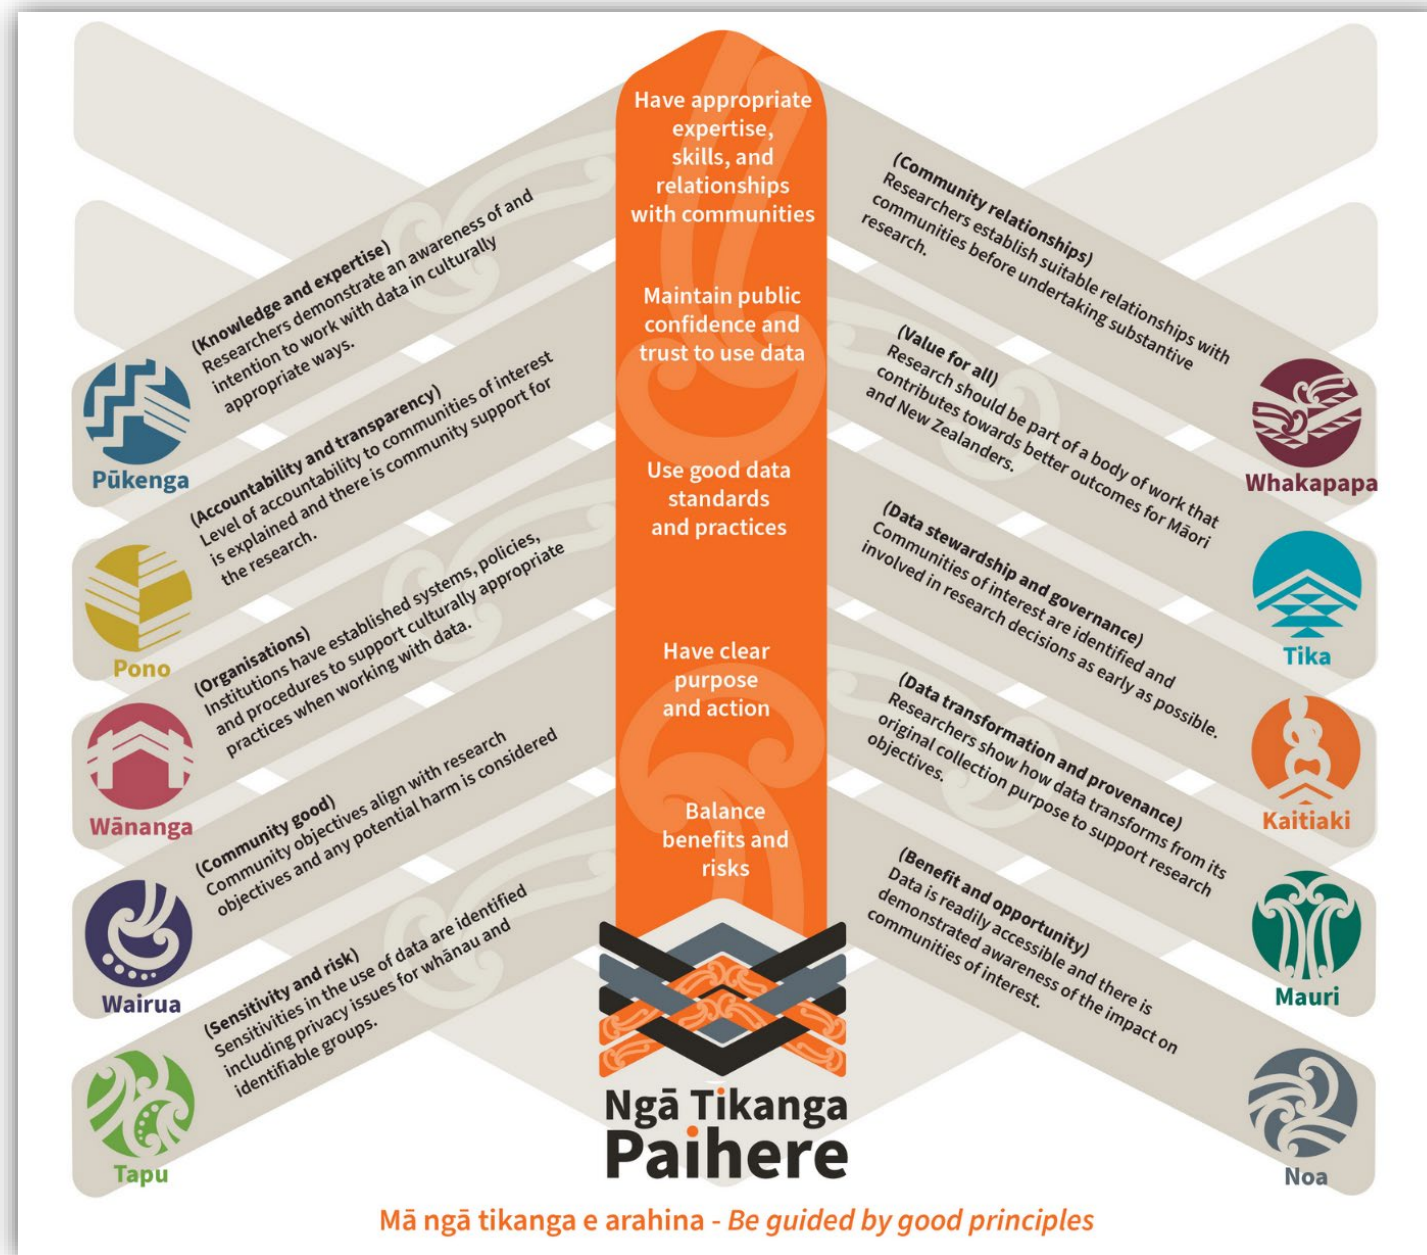 Have appropriate
expertise,
skills, and
relationships
with communities
Maintain public
confidence and
trust to use data
Use good data
standards
and practices
Have clear
purpose
and action
Balance
benefits and
risks
(Knowledge and expertise)
Researchers demonstrate an awareness of and
intention to work with data in culturally
appropriate ways.
Pūkenga
(Accountability and transparency)
Level of accountability to communities of interest
is explained and there is community support for
the research.
Pono
(Organisations)
Institutions have established systems, policies,
and procedures to support culturally appropriate
practices when working with data.
Wānanga
(Community good)
Community objectives align with research
objectives and any potential harm is considered
Wairua
(Sensitivity and risk)
Sensitivities in the use of data are identified
including privacy issues for whānau and
identifiable groups.
Tapu
(Community relationships)
Researchers establish suitable relationships with
communities before undertaking substantive
research.
Whakapapa
(Value for all)
Research should be part of a body of work that
contributes towards better outcomes for Māori
and New Zealanders.
Tika
(Data stewardship and governance)
Communities of interest are identified and
involved in research decisions as early as possible.
Kaitiaki
(Data transformation and provenance)
Researchers show how data transforms from its
original collection purpose to support research
objectives.
Mauri
(Benefit and opportunity)
Data is readily accessible and there is
demonstrated awareness of the impact on
communities of interest.
Noa
Ngā Tikanga
Paihere
Mā ngā tikanga e arahina - Be guided by good principles